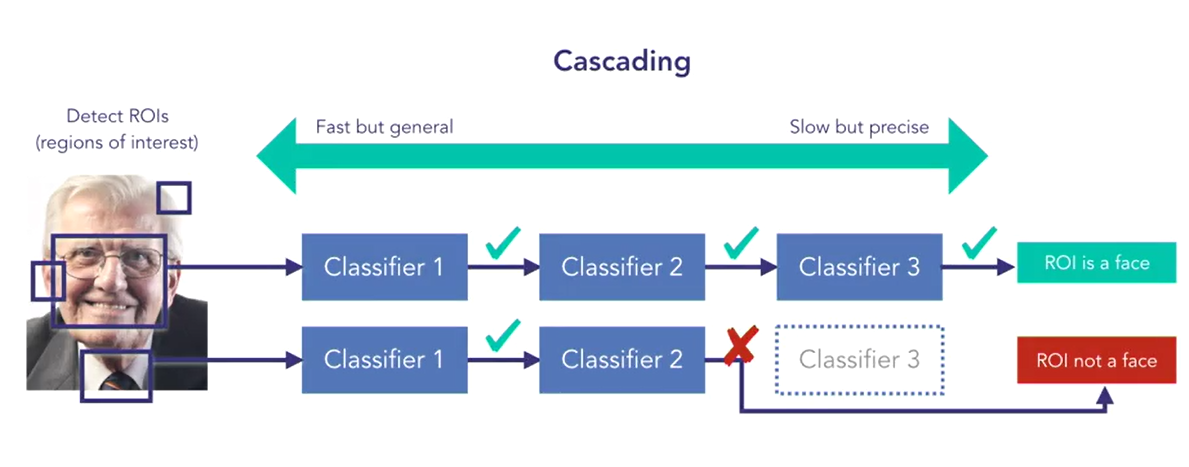 Cascading
Detect ROIs
(regions of interest)
Fast but general
Slow but precise
Classifier 1
Classifier 2
Classifier 3
ROI is a face
Classifier 1
Classifier 2
Classifier 3
ROI not a face